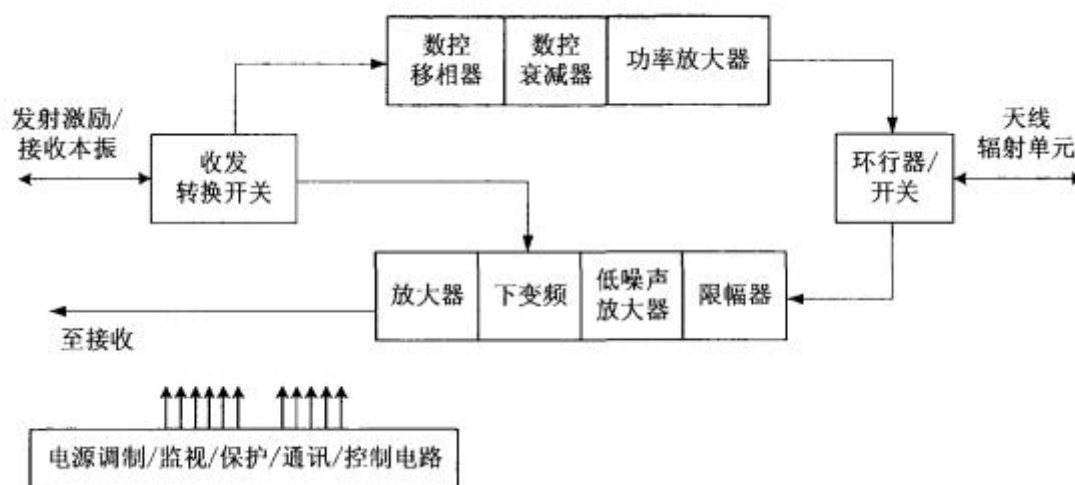 数控
移相器
数控
衰减器
功率放大器
发射激励/
接收本振
收发
转换开关
环行器/
开关
天线
辐射单元
放大器
下变频
低噪声
放大器
限幅器
至接收
电源调制/监视/保护/通讯/控制电路